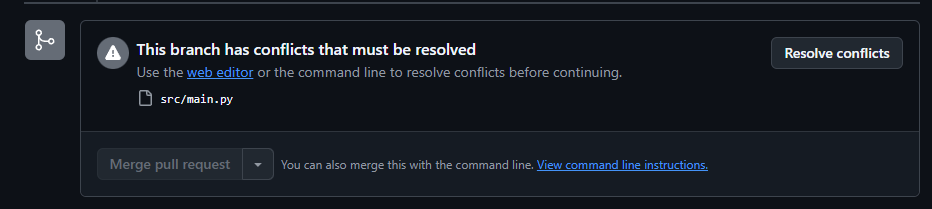 This branch has conflicts that must be resolved
Resolve conflicts
Use the web editor or the command line to resolve conflicts before continuing.
src/main.py
Merge pull request
You can also merge this with the command line. View command line instructions.